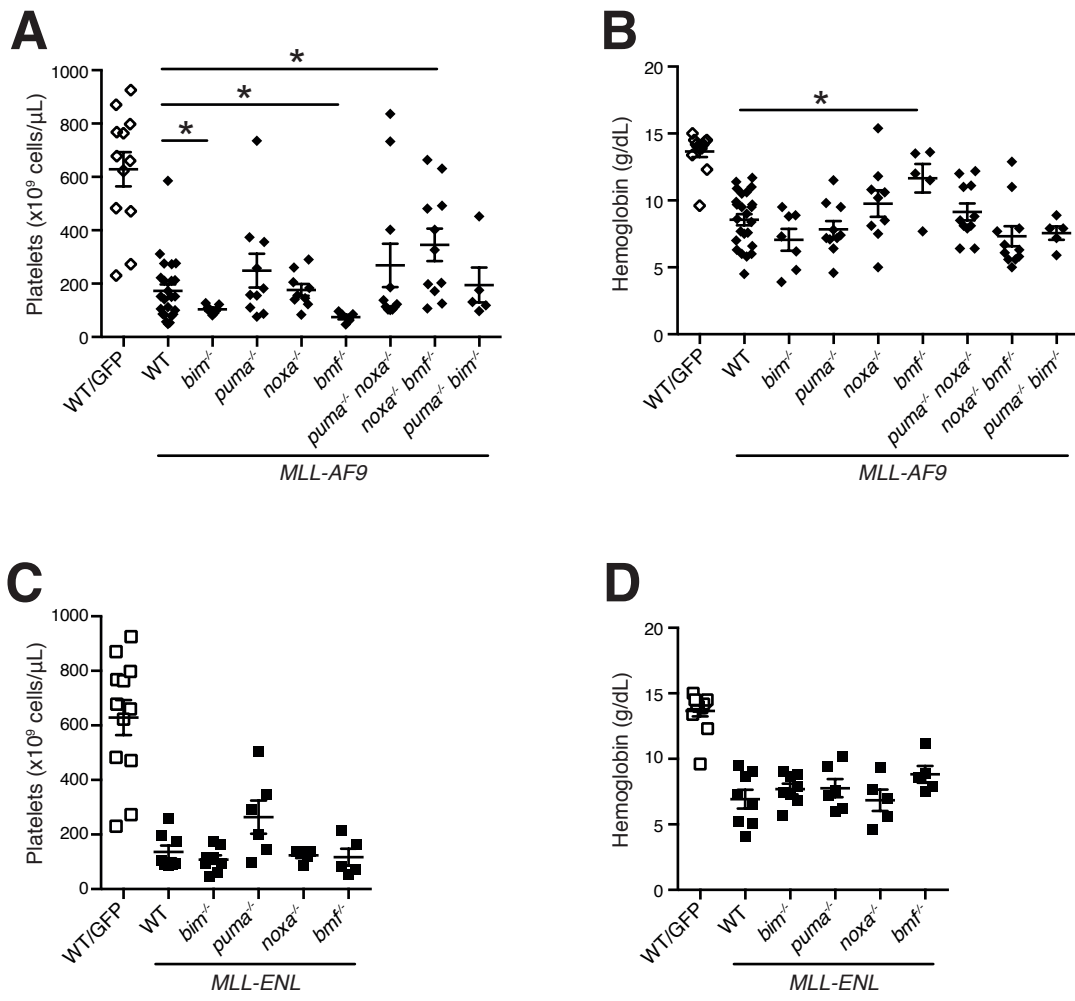 A
Platelets (x10⁹ cells/µL)
1000
800
600
400
200
0
*
*
*
WT/GFP
WT
bim⁻/⁻
puma⁻/⁻
noxa⁻/⁻
bmf⁻/⁻
puma⁻/⁻ noxa⁻/⁻
noxa⁻/⁻ bmf⁻/⁻
puma⁻/⁻ bim⁻/⁻
MLL-AF9
B
Hemoglobin (g/dL)
20
15
10
5
0
*
WT/GFP
WT
bim⁻/⁻
puma⁻/⁻
noxa⁻/⁻
bmf⁻/⁻
puma⁻/⁻ noxa⁻/⁻
noxa⁻/⁻ bmf⁻/⁻
puma⁻/⁻ bim⁻/⁻
MLL-AF9
C
Platelets (x10⁹ cells/µL)
1000
800
600
400
200
0
WT/GFP
WT
bim⁻/⁻
puma⁻/⁻
noxa⁻/⁻
bmf⁻/⁻
MLL-ENL
D
Hemoglobin (g/dL)
20
15
10
5
0
WT/GFP
WT
bim⁻/⁻
puma⁻/⁻
noxa⁻/⁻
bmf⁻/⁻
MLL-ENL